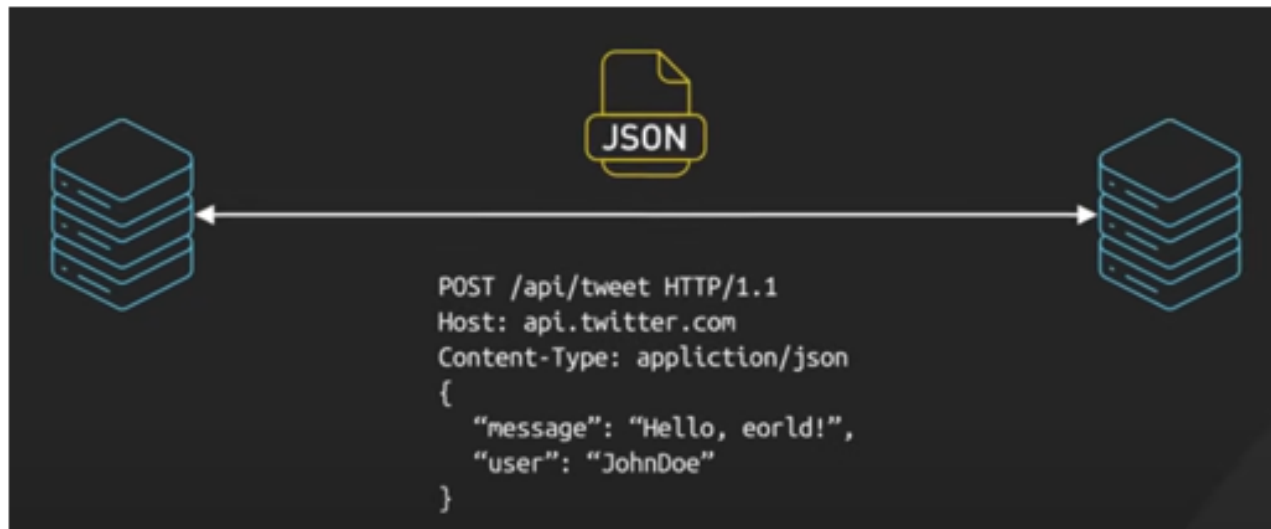 JSON
POST /api/tweet HTTP/1.1
Host: api.twitter.com
Content-Type: appliction/json
{
“message”: “Hello, eorld!”,
“user”: “JohnDoe”
}